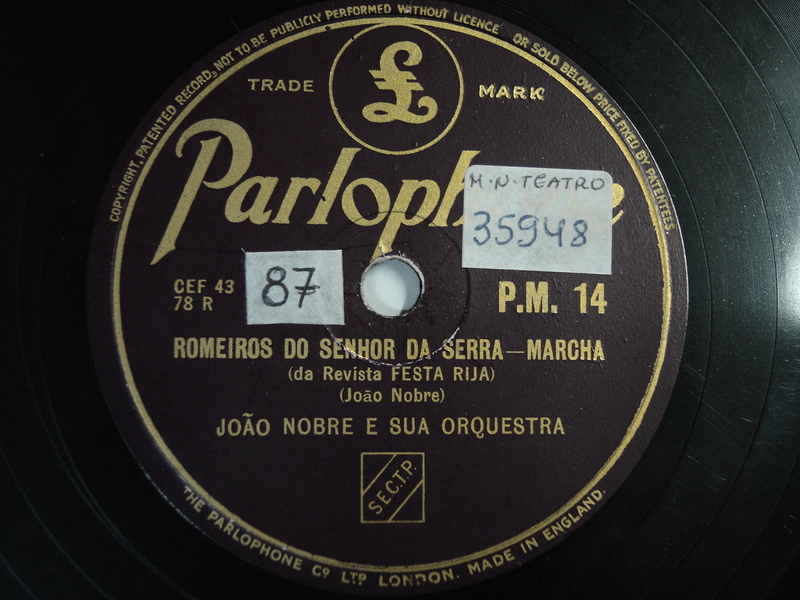 COPYRIGHT, PATENTED RECORD, NOT TO BE PUBLICLY PERFORMED WITHOUT LICENCE OR SOLD BELOW PRICE FIXED BY PATENTEES.
£
TRADE MARK
Parlophone
M.N. TEATRO
35948
CEF 43
78 R
87
P.M. 14
ROMEIROS DO SENHOR DA SERRA—MARCHA
(da Revista FESTA RIJA)
(João Nobre)
JOÃO NOBRE E SUA ORQUESTRA
S.E.C.T.P.
THE PARLOPHONE CO LTD LONDON. MADE IN ENGLAND.